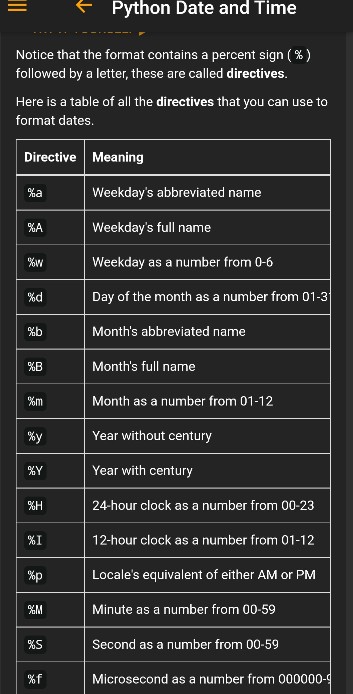 Python Date and Time
Notice that the format contains a percent sign ( % )
followed by a letter, these are called directives.
Here is a table of all the directives that you can use to
format dates.
Directive Meaning
%a Weekday's abbreviated name
%A Weekday's full name
%w Weekday as a number from 0-6
%d Day of the month as a number from 01-31
%b Month's abbreviated name
%B Month's full name
%m Month as a number from 01-12
%y Year without century
%Y Year with century
%H 24-hour clock as a number from 00-23
%I 12-hour clock as a number from 01-12
%p Locale's equivalent of either AM or PM
%M Minute as a number from 00-59
%S Second as a number from 00-59
%f Microsecond as a number from 000000-9